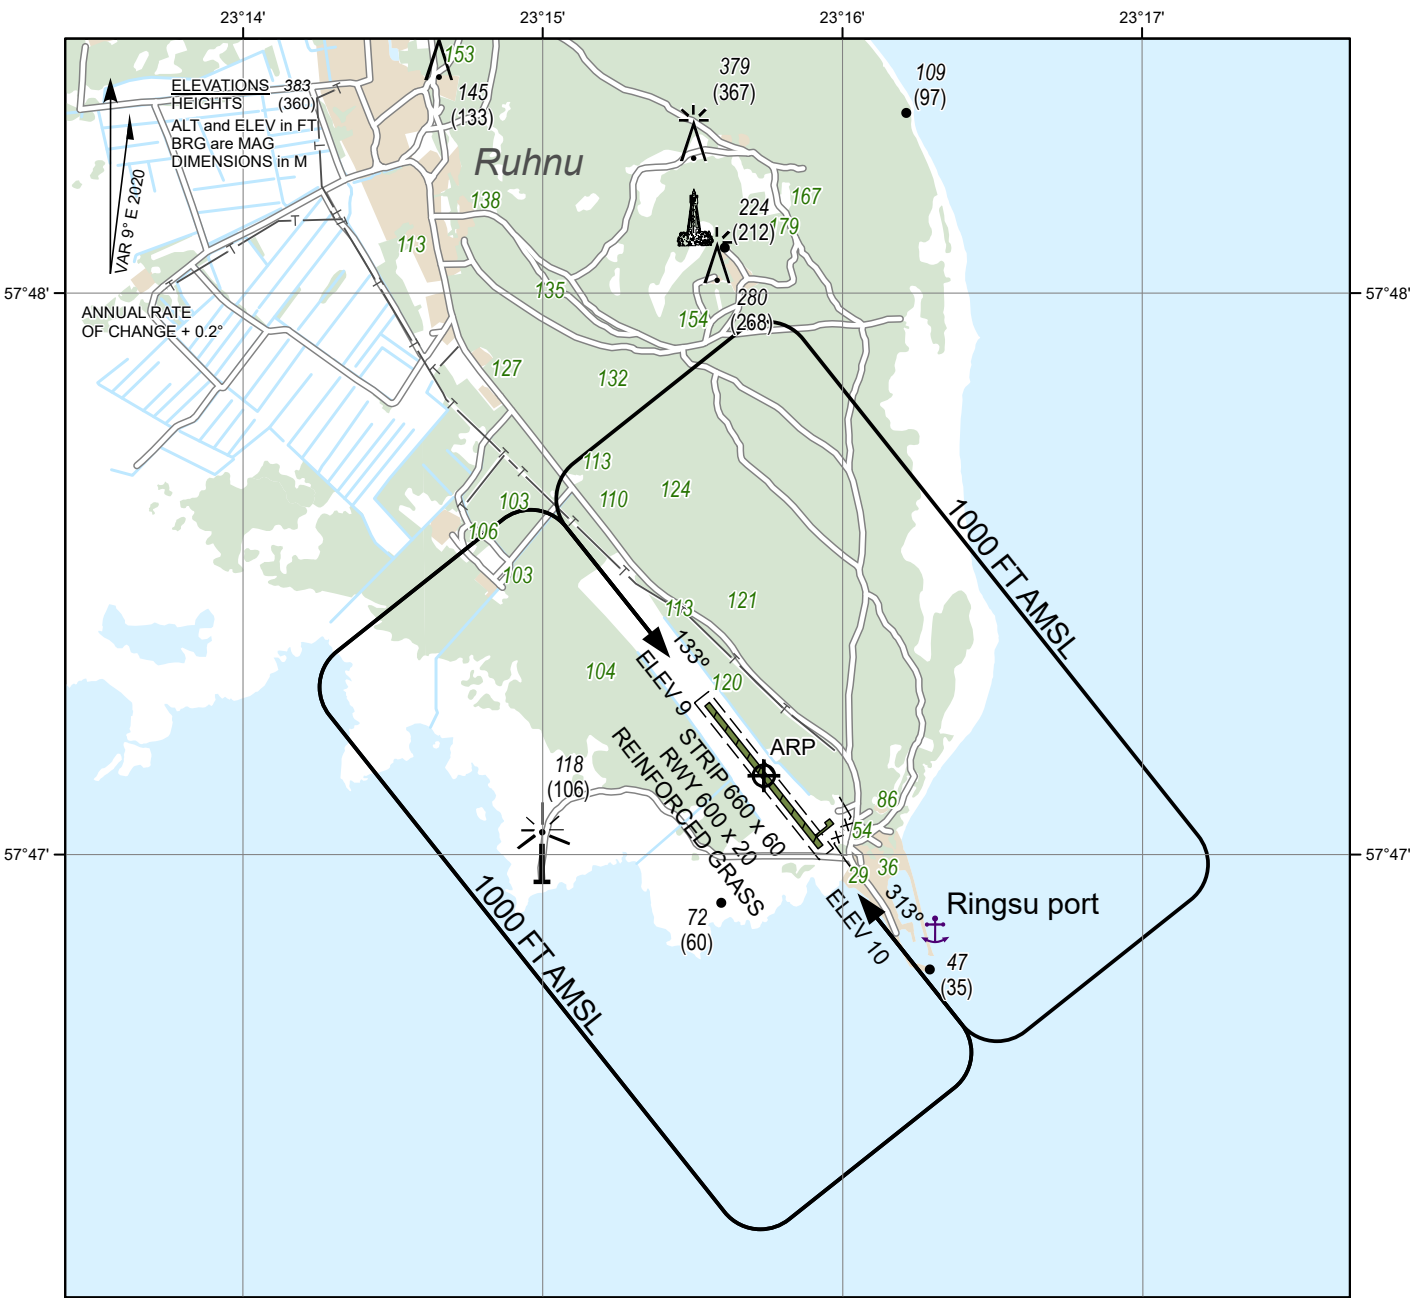 23°14'
23°15'
23°16'
23°17'
ELEVATIONS 383
HEIGHTS (360)
ALT and ELEV in FT
BRG are MAG
DIMENSIONS in M
VAR 9° E 2020
ANNUAL RATE
OF CHANGE + 0.2°
153
145
(133)
379
(367)
109
(97)
Ruhnu
138
167
224
(212)
179
113
57°48'
57°48'
135
280
(268)
154
127
132
113
110
124
103
106
103
1000 FT AMSL
113
121
133°
104
120
ELEV 9
STRIP 660 x 60
RWY 600 x 20
REINFORCED GRASS
ARP
118
(106)
86
54
57°47'
57°47'
29
36
1000 FT AMSL
72
(60)
ELEV 10
313°
Ringsu port
47
(35)